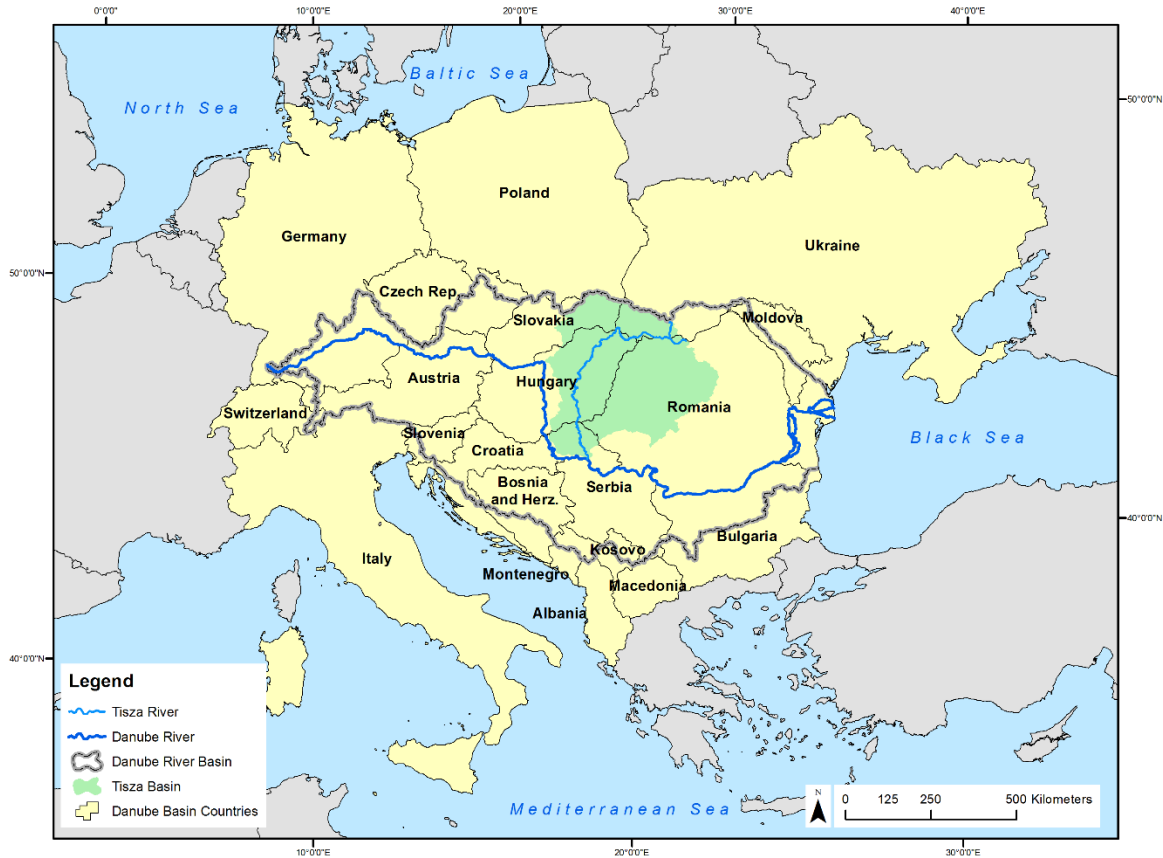 0°0'0"
10°0'0"E
20°0'0"E
30°0'0"E
40°0'0"E
Baltic Sea
North Sea
50°0'0"N
Poland
Germany
Ukraine
50°0'0"N
Czech Rep.
Slovakia
Moldova
Austria
Hungary
Romania
Switzerland
Slovenia
Croatia
Black Sea
Bosnia
and Herz.
Serbia
40°0'0"N
Bulgaria
Kosovo
Italy
Montenegro
Macedonia
Albania
40°0'0"N
Legend
Tisza River
Danube River
Danube River Basin
Tisza Basin
Danube Basin Countries
Mediterranean Sea
N
0 125 250 500 Kilometers
10°0'0"E
20°0'0"E
30°0'0"E